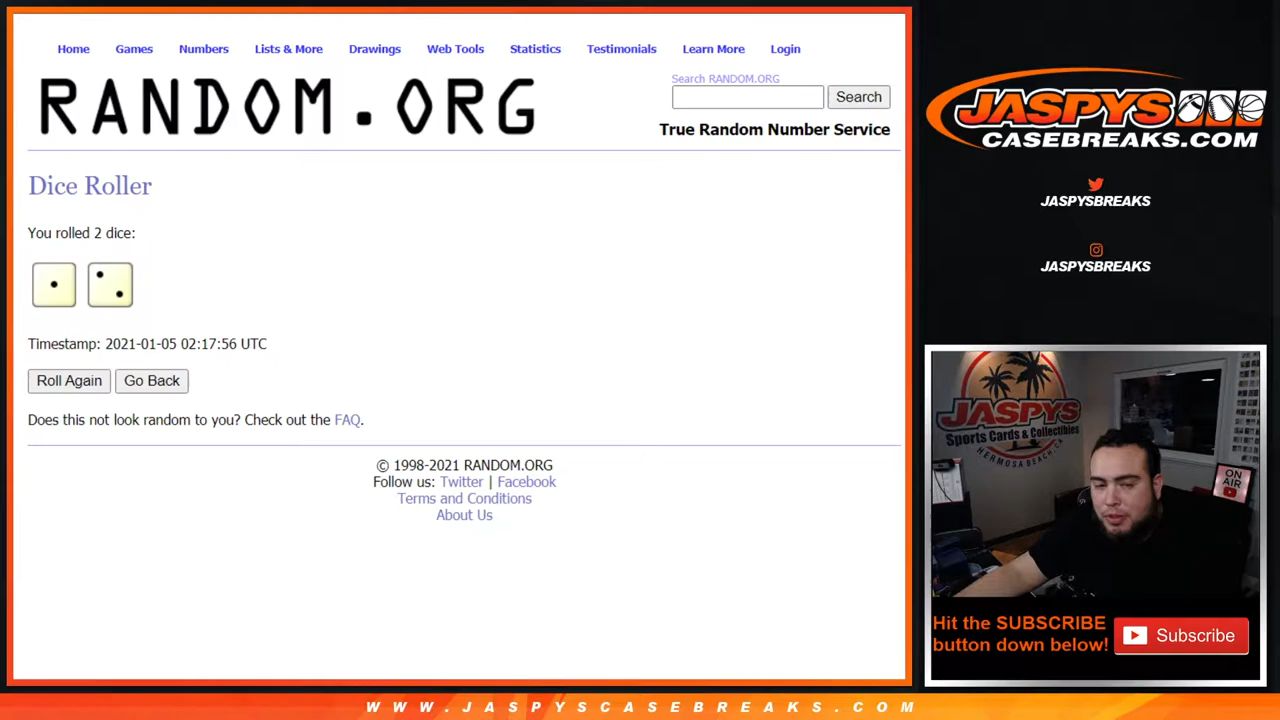 Home Games Numbers Lists & More Drawings Web Tools Statistics Testimonials Learn More Login
RANDOM.ORG
Search RANDOM.ORG
Search
True Random Number Service
Dice Roller
You rolled 2 dice:
Timestamp: 2021-01-05 02:17:56 UTC
Roll Again Go Back
Does this not look random to you? Check out the FAQ.
© 1998-2021 RANDOM.ORG
Follow us: Twitter | Facebook
Terms and Conditions
About Us
JASPYS
CASEBREAKS.COM
JASPYSBREAKS
JASPYSBREAKS
JASPYS
Sports Cards & Collectibles
HERMOSA BEACH, CA
ON
AIR
Hit the SUBSCRIBE
button down below!
Subscribe
WWW.JASPYSCASEBREAKS.COM